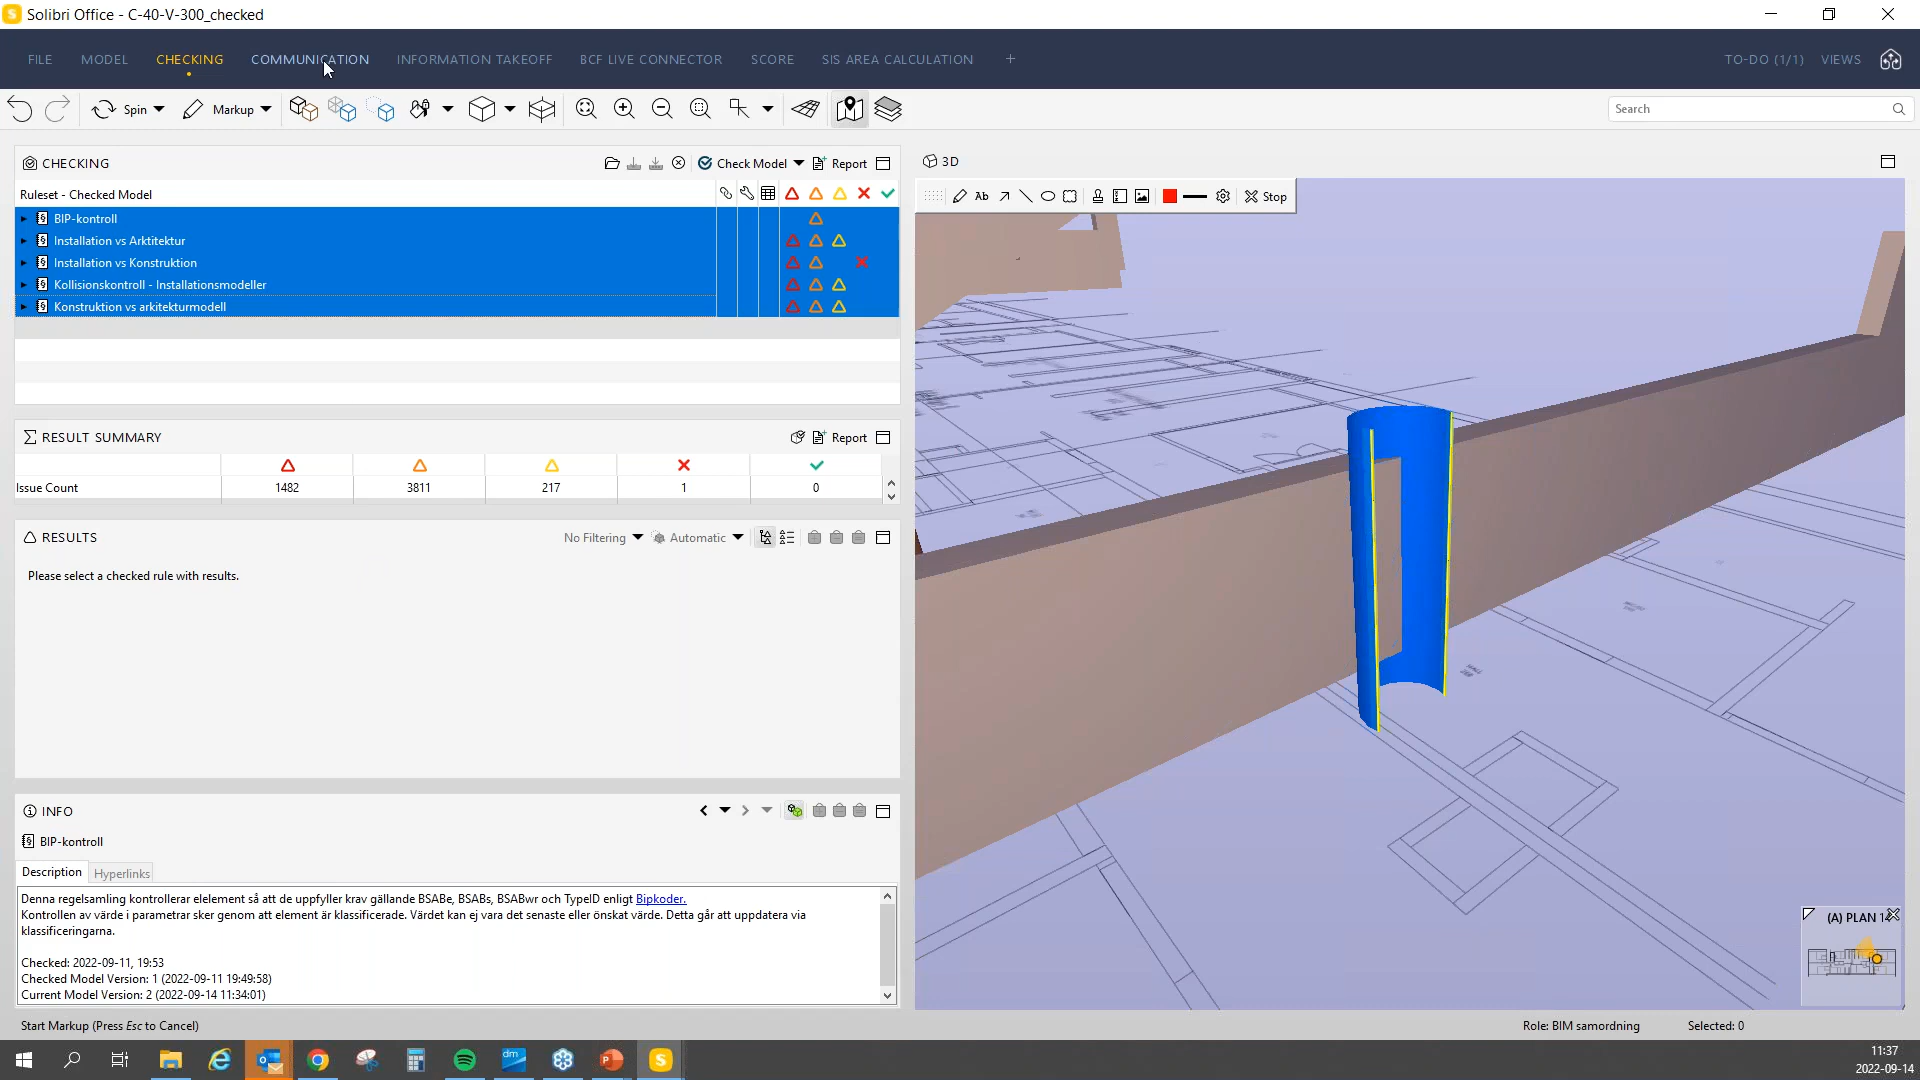 Solibri Office - C-40-V-300_checked
FILE MODEL CHECKING COMMUNICATION INFORMATION TAKEOFF BCF LIVE CONNECTOR SCORE SIS AREA CALCULATION + TO-DO (1/1) VIEWS
Spin Markup Search
CHECKING Check Model Report
Ruleset - Checked Model
BIP-kontroll
Installation vs Arktitektur
Installation vs Konstruktion
Kollisionskontroll - Installationsmodeller
Konstruktion vs arkitekturmodell
RESULT SUMMARY Report
Issue Count 1482 3811 217 1 0
RESULTS No Filtering Automatic
Please select a checked rule with results.
INFO
BIP-kontroll
Description Hyperlinks
Denna regelsamling kontrollerar elelement så att de uppfyller krav gällande BSABe, BSABs, BSABwr och TypeID enligt Bipkoder.
Kontrollen av värde i parametrar sker genom att element är klassificerade. Värdet kan ej vara det senaste eller önskat värde. Detta går att uppdatera via
klassificeringarna.
Checked: 2022-09-11, 19:53
Checked Model Version: 1 (2022-09-11 19:49:58)
Current Model Version: 2 (2022-09-14 11:34:01)
3D
Ab Stop
(A) PLAN
Start Markup (Press Esc to Cancel) Role: BIM samordning Selected: 0
dm
11:37
2022-09-14